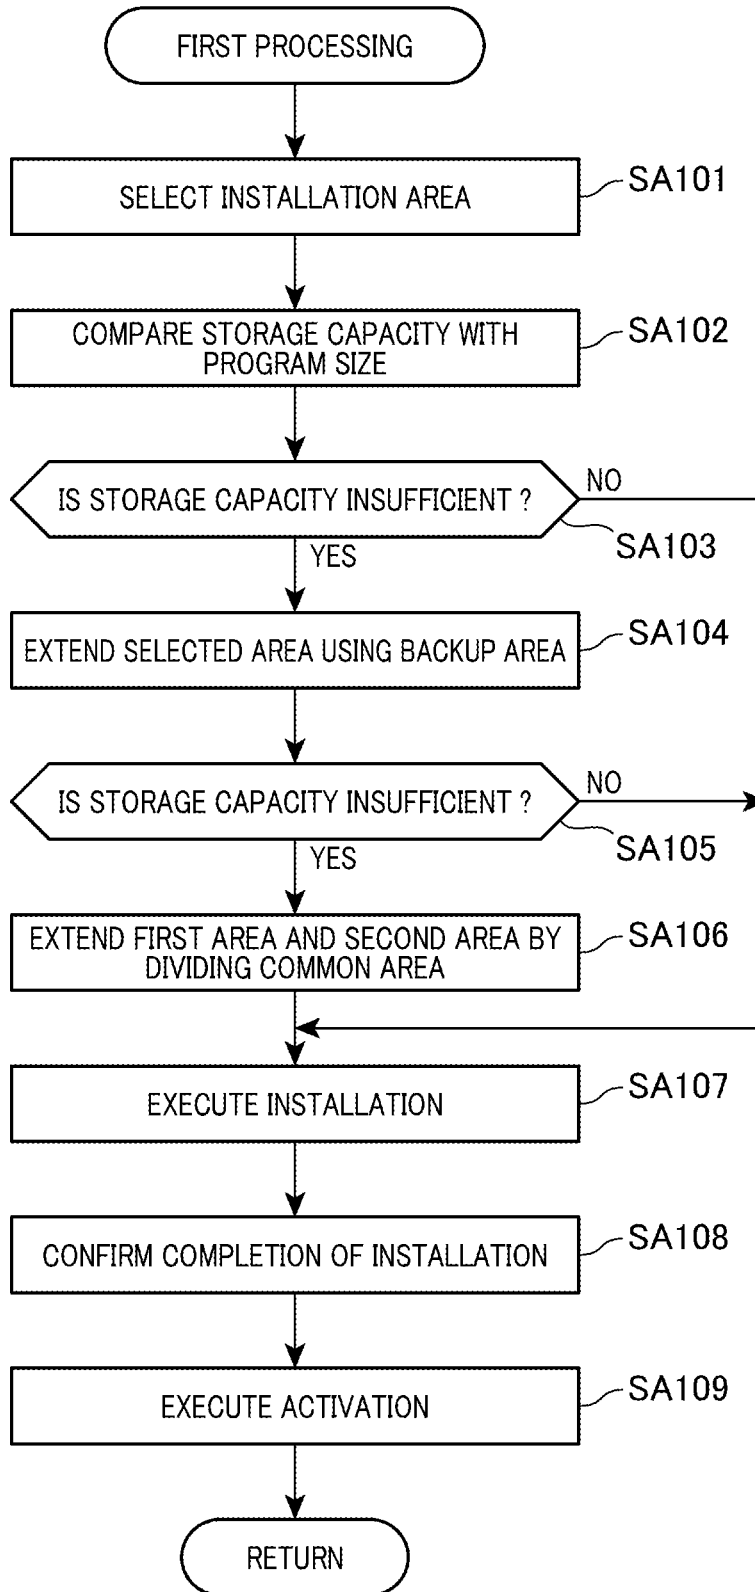 FIRST PROCESSING
SELECT INSTALLATION AREA
SA101
COMPARE STORAGE CAPACITY WITH
PROGRAM SIZE
SA102
IS STORAGE CAPACITY INSUFFICIENT ?
NO
SA103
YES
EXTEND SELECTED AREA USING BACKUP AREA
SA104
IS STORAGE CAPACITY INSUFFICIENT ?
NO
SA105
YES
EXTEND FIRST AREA AND SECOND AREA BY
DIVIDING COMMON AREA
SA106
EXECUTE INSTALLATION
SA107
CONFIRM COMPLETION OF INSTALLATION
SA108
EXECUTE ACTIVATION
SA109
RETURN